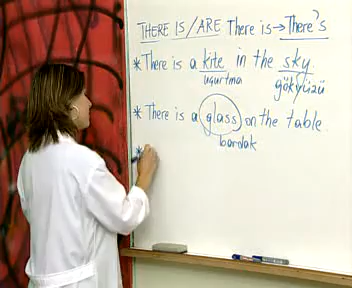 THERE IS/ARE There is→There's
* There is a kite in the sky.
uçurtma gökyüzü
* There is a glass on the table.
bardak
*